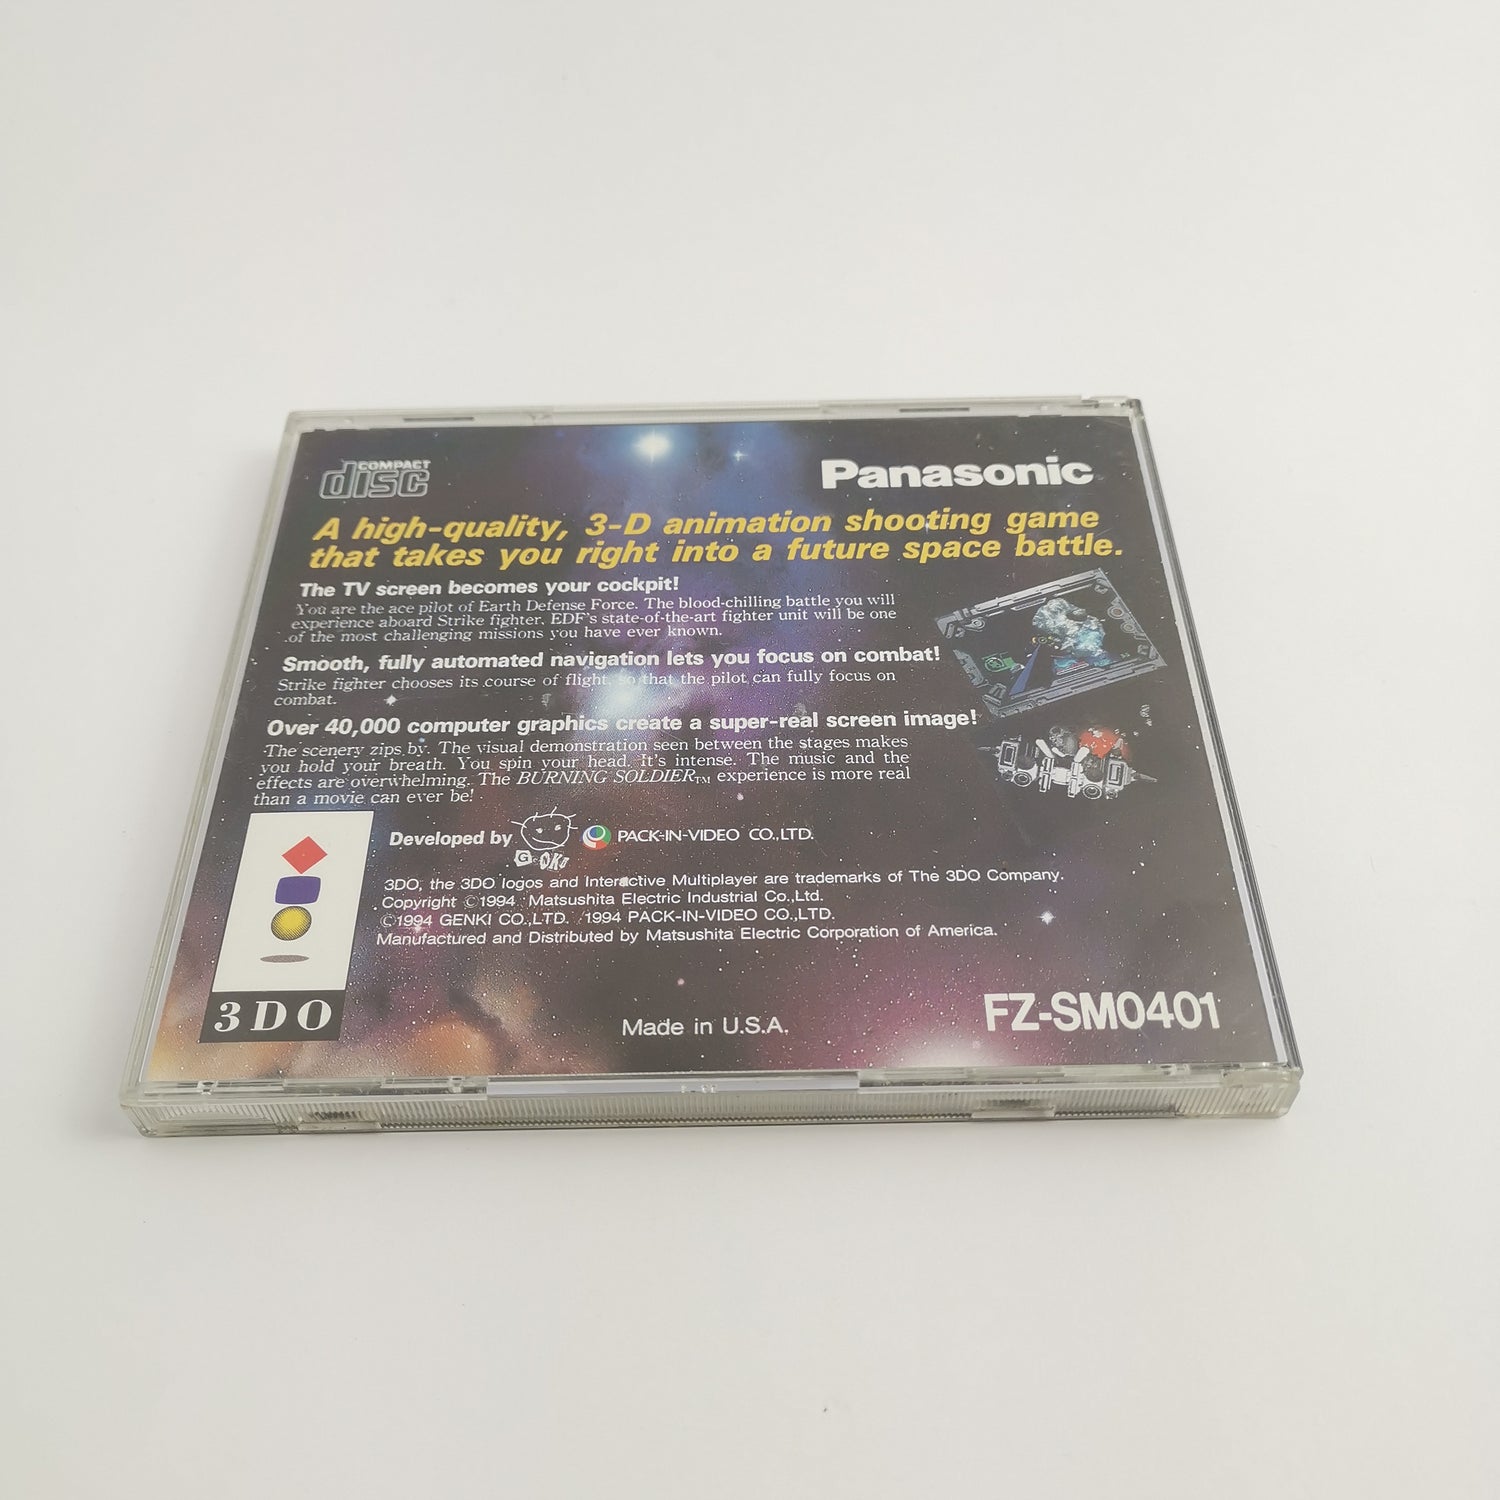 COMPACT
disc
Panasonic
A high-quality, 3-D animation shooting game
that takes you right into a future space battle.
The TV screen becomes your cockpit!
You are the ace pilot of Earth Defense Force. The blood-chilling battle you will
experience aboard Strike fighter, EDF's state-of-the-art fighter unit will be one
of the most challenging missions you have ever known.
Smooth, fully automated navigation lets you focus on combat!
Strike fighter chooses its course of flight, so that the pilot can fully focus on
combat.
Over 40,000 computer graphics create a super-real screen image!
The scenery zips by. The visual demonstration seen between the stages makes
you hold your breath. You spin your head. It's intense. The music and the
effects are overwhelming. The BURNING SOLDIER™ experience is more real
than a movie can ever be!
Developed by
PACK-IN-VIDEO CO.,LTD.
3DO, the 3DO logos and Interactive Multiplayer are trademarks of The 3DO Company.
Copyright ©1994 Matsushita Electric Industrial Co.,Ltd.
©1994 GENKI CO.,LTD. 1994 PACK-IN-VIDEO CO.,LTD.
Manufactured and Distributed by Matsushita Electric Corporation of America.
3DO
Made in U.S.A.
FZ-SM0401